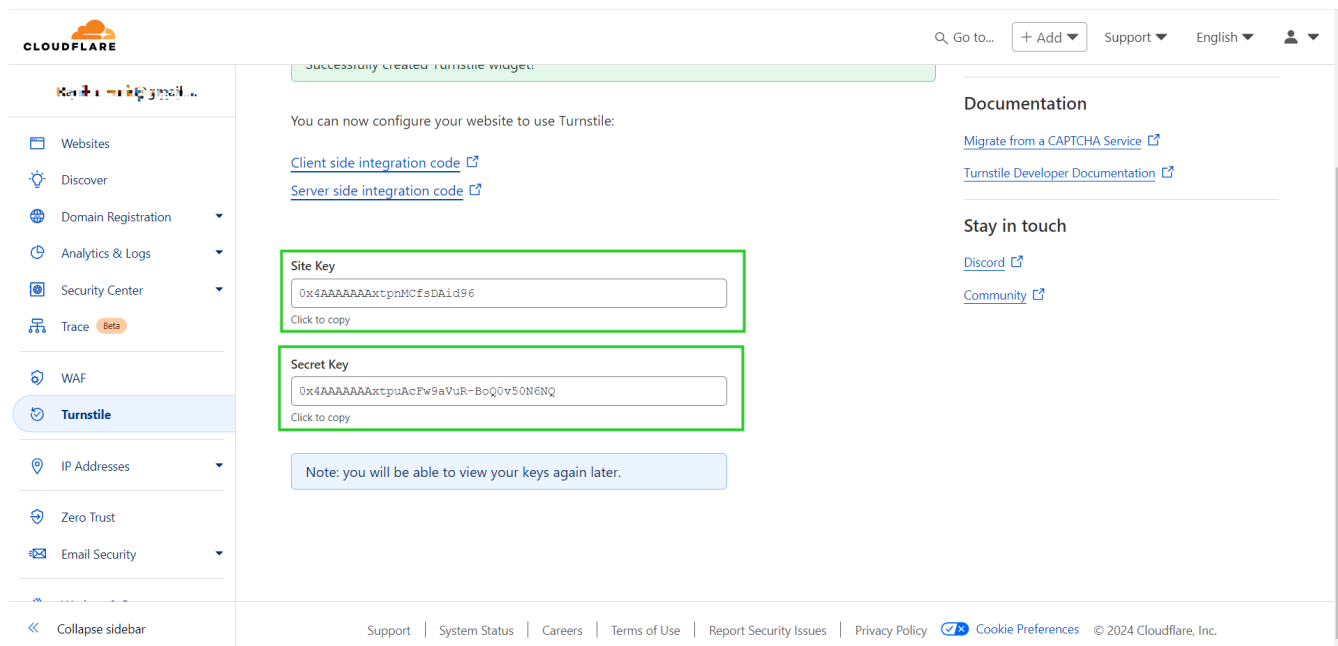 CLOUDFLARE
Go to...
+ Add
Support
English
Successfully created Turnstile widget!
You can now configure your website to use Turnstile:
Client side integration code
Server side integration code
Site Key
0x4AAAAAAAxtpnMCfsDAid96
Click to copy
Secret Key
0x4AAAAAAAxtpuAcFw9aVuR-BoQ0v50N6NQ
Click to copy
Note: you will be able to view your keys again later.
Documentation
Migrate from a CAPTCHA Service
Turnstile Developer Documentation
Stay in touch
Discord
Community
Websites
Discover
Domain Registration
Analytics & Logs
Security Center
Trace Beta
WAF
Turnstile
IP Addresses
Zero Trust
Email Security
Collapse sidebar
Support
System Status
Careers
Terms of Use
Report Security Issues
Privacy Policy
Cookie Preferences
© 2024 Cloudflare, Inc.